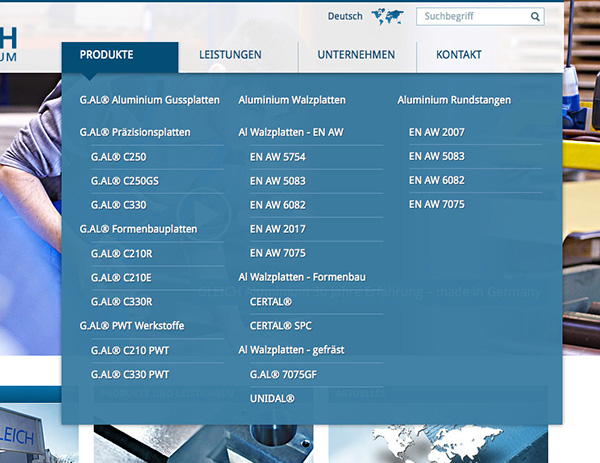 Deutsch
Suchbegriff
H
UM
PRODUKTE
LEISTUNGEN
UNTERNEHMEN
KONTAKT
G.AL® Aluminium Gussplatten
G.AL® Präzisionsplatten
G.AL® C250
G.AL® C250GS
G.AL® C330
G.AL® Formenbauplatten
G.AL® C210R
G.AL® C210E
G.AL® C330R
G.AL® PWT Werkstoffe
G.AL® C210 PWT
G.AL® C330 PWT
Aluminium Walzplatten
Al Walzplatten - EN AW
EN AW 5754
EN AW 5083
EN AW 6082
EN AW 2017
EN AW 7075
Al Walzplatten - Formenbau
CERTAL®
CERTAL® SPC
Al Walzplatten - gefräst
G.AL® 7075GF
UNIDAL®
Aluminium Rundstangen
EN AW 2007
EN AW 5083
EN AW 6082
EN AW 7075
GLEICH Aluminium 30 Jahre Erfahrung – made in Germany
AKTUELLES
LEICH